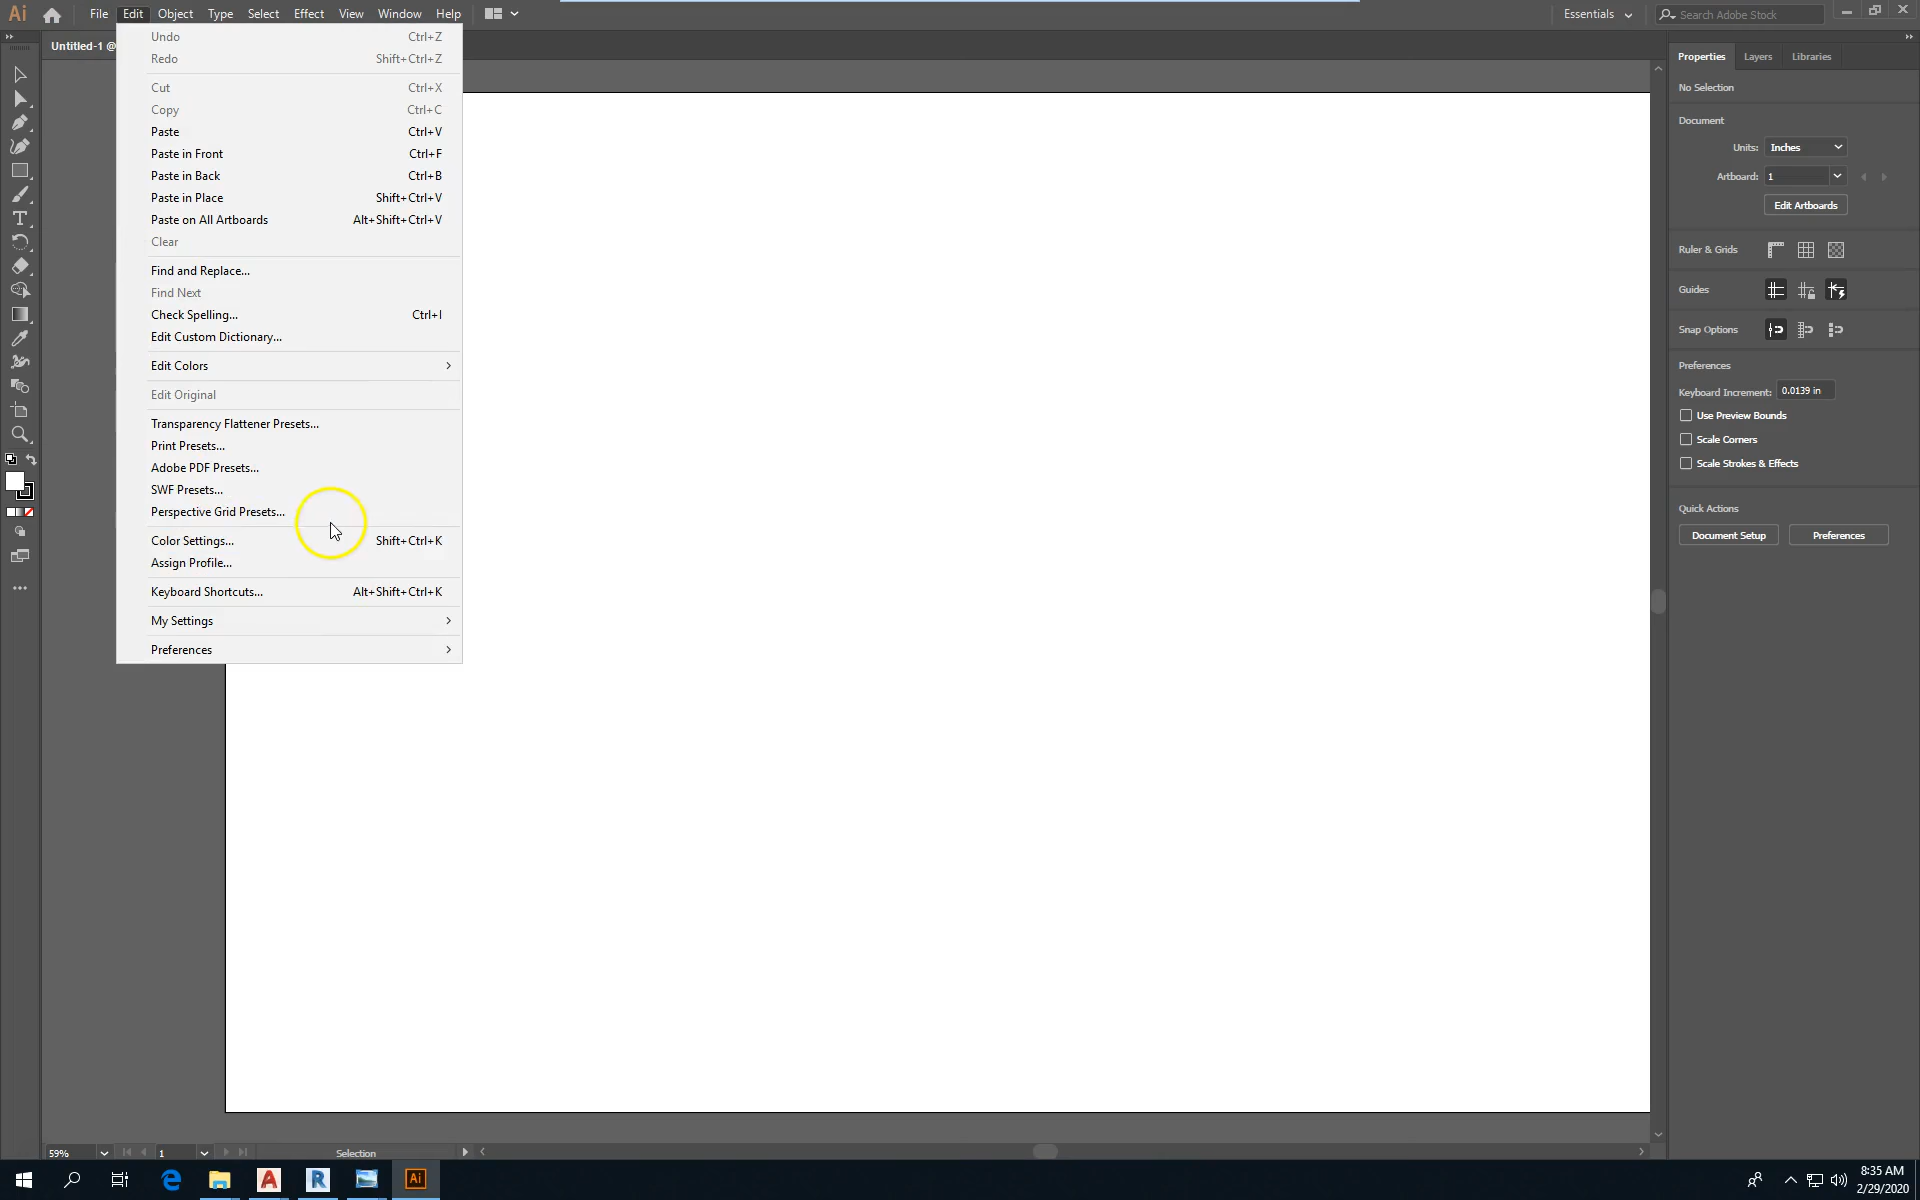 Ai File Edit Object Type Select Effect View Window Help Essentials Search Adobe Stock
Untitled-1 @
Undo Ctrl+Z
Redo Shift+Ctrl+Z
Cut Ctrl+X
Copy Ctrl+C
Paste Ctrl+V
Paste in Front Ctrl+F
Paste in Back Ctrl+B
Paste in Place Shift+Ctrl+V
Paste on All Artboards Alt+Shift+Ctrl+V
Clear
Find and Replace...
Find Next
Check Spelling... Ctrl+I
Edit Custom Dictionary...
Edit Colors
Edit Original
Transparency Flattener Presets...
Print Presets...
Adobe PDF Presets...
SWF Presets...
Perspective Grid Presets...
Color Settings... Shift+Ctrl+K
Assign Profile...
Keyboard Shortcuts... Alt+Shift+Ctrl+K
My Settings
Preferences
Properties Layers Libraries
No Selection
Document
Units: Inches
Artboard: 1
Edit Artboards
Ruler & Grids
Guides
Snap Options
Preferences
Keyboard Increment: 0.0139 in
Use Preview Bounds
Scale Corners
Scale Strokes & Effects
Quick Actions
Document Setup Preferences
59% 1 Selection
A R Ai
8:35 AM
2/29/2020